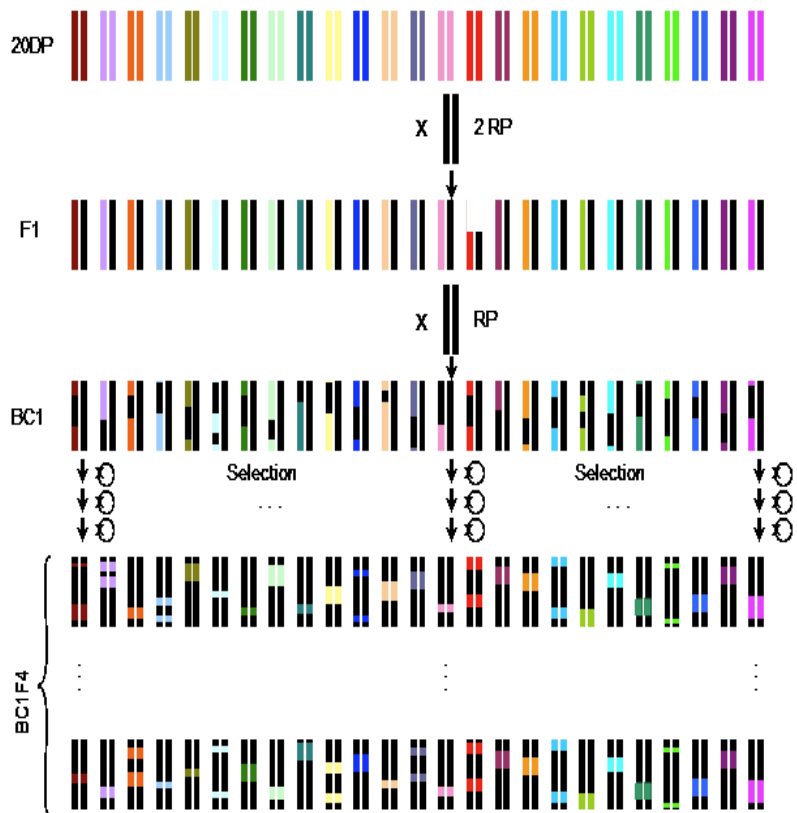 20DP
X 2 RP
F1
X RP
BC1
Selection Selection
... ...
BC1F4